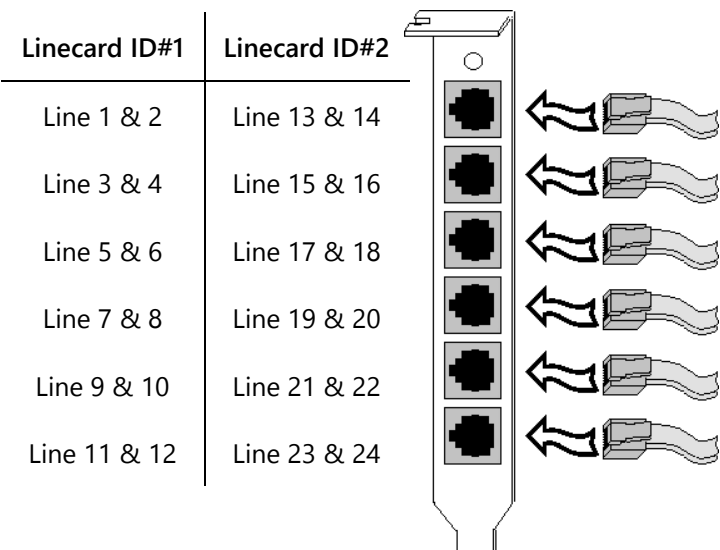 Linecard ID#1 Linecard ID#2
Line 1 & 2 Line 13 & 14
Line 3 & 4 Line 15 & 16
Line 5 & 6 Line 17 & 18
Line 7 & 8 Line 19 & 20
Line 9 & 10 Line 21 & 22
Line 11 & 12 Line 23 & 24